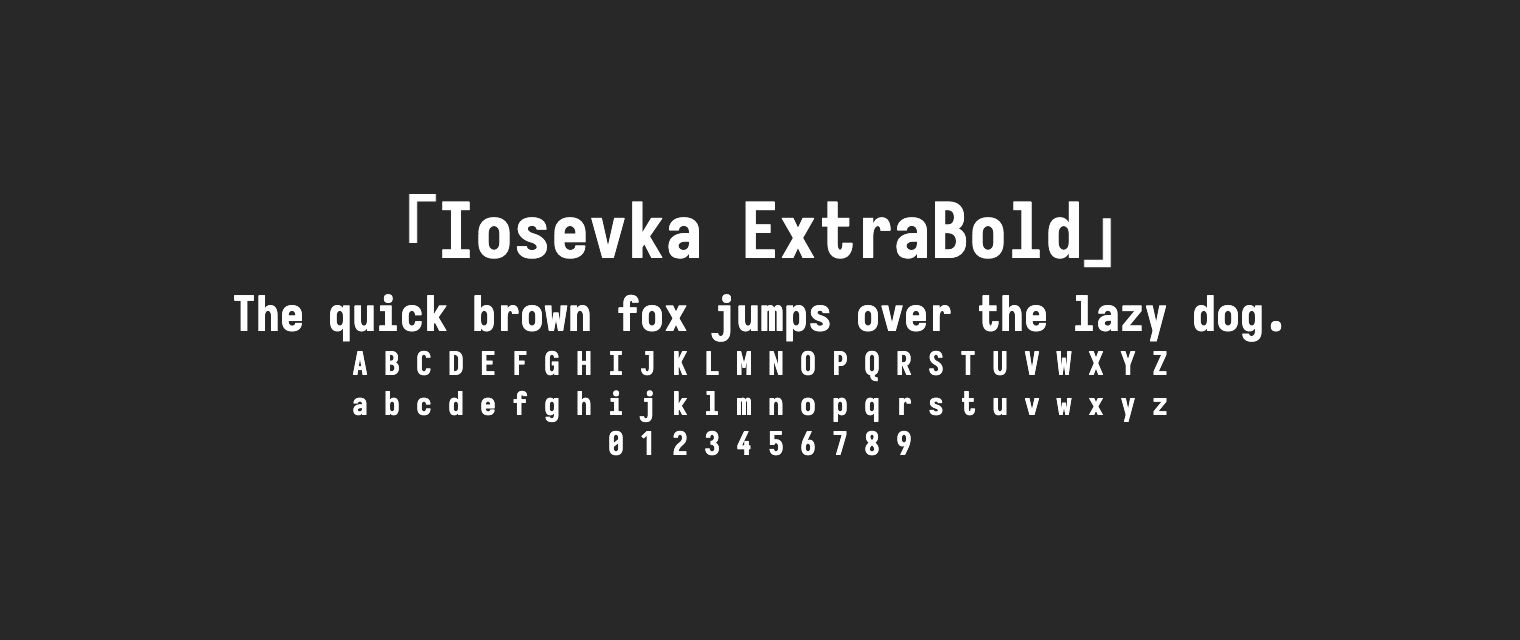 「Iosevka ExtraBold」
The quick brown fox jumps over the lazy dog.
A B C D E F G H I J K L M N O P Q R S T U V W X Y Z
a b c d e f g h i j k l m n o p q r s t u v w x y z
0 1 2 3 4 5 6 7 8 9